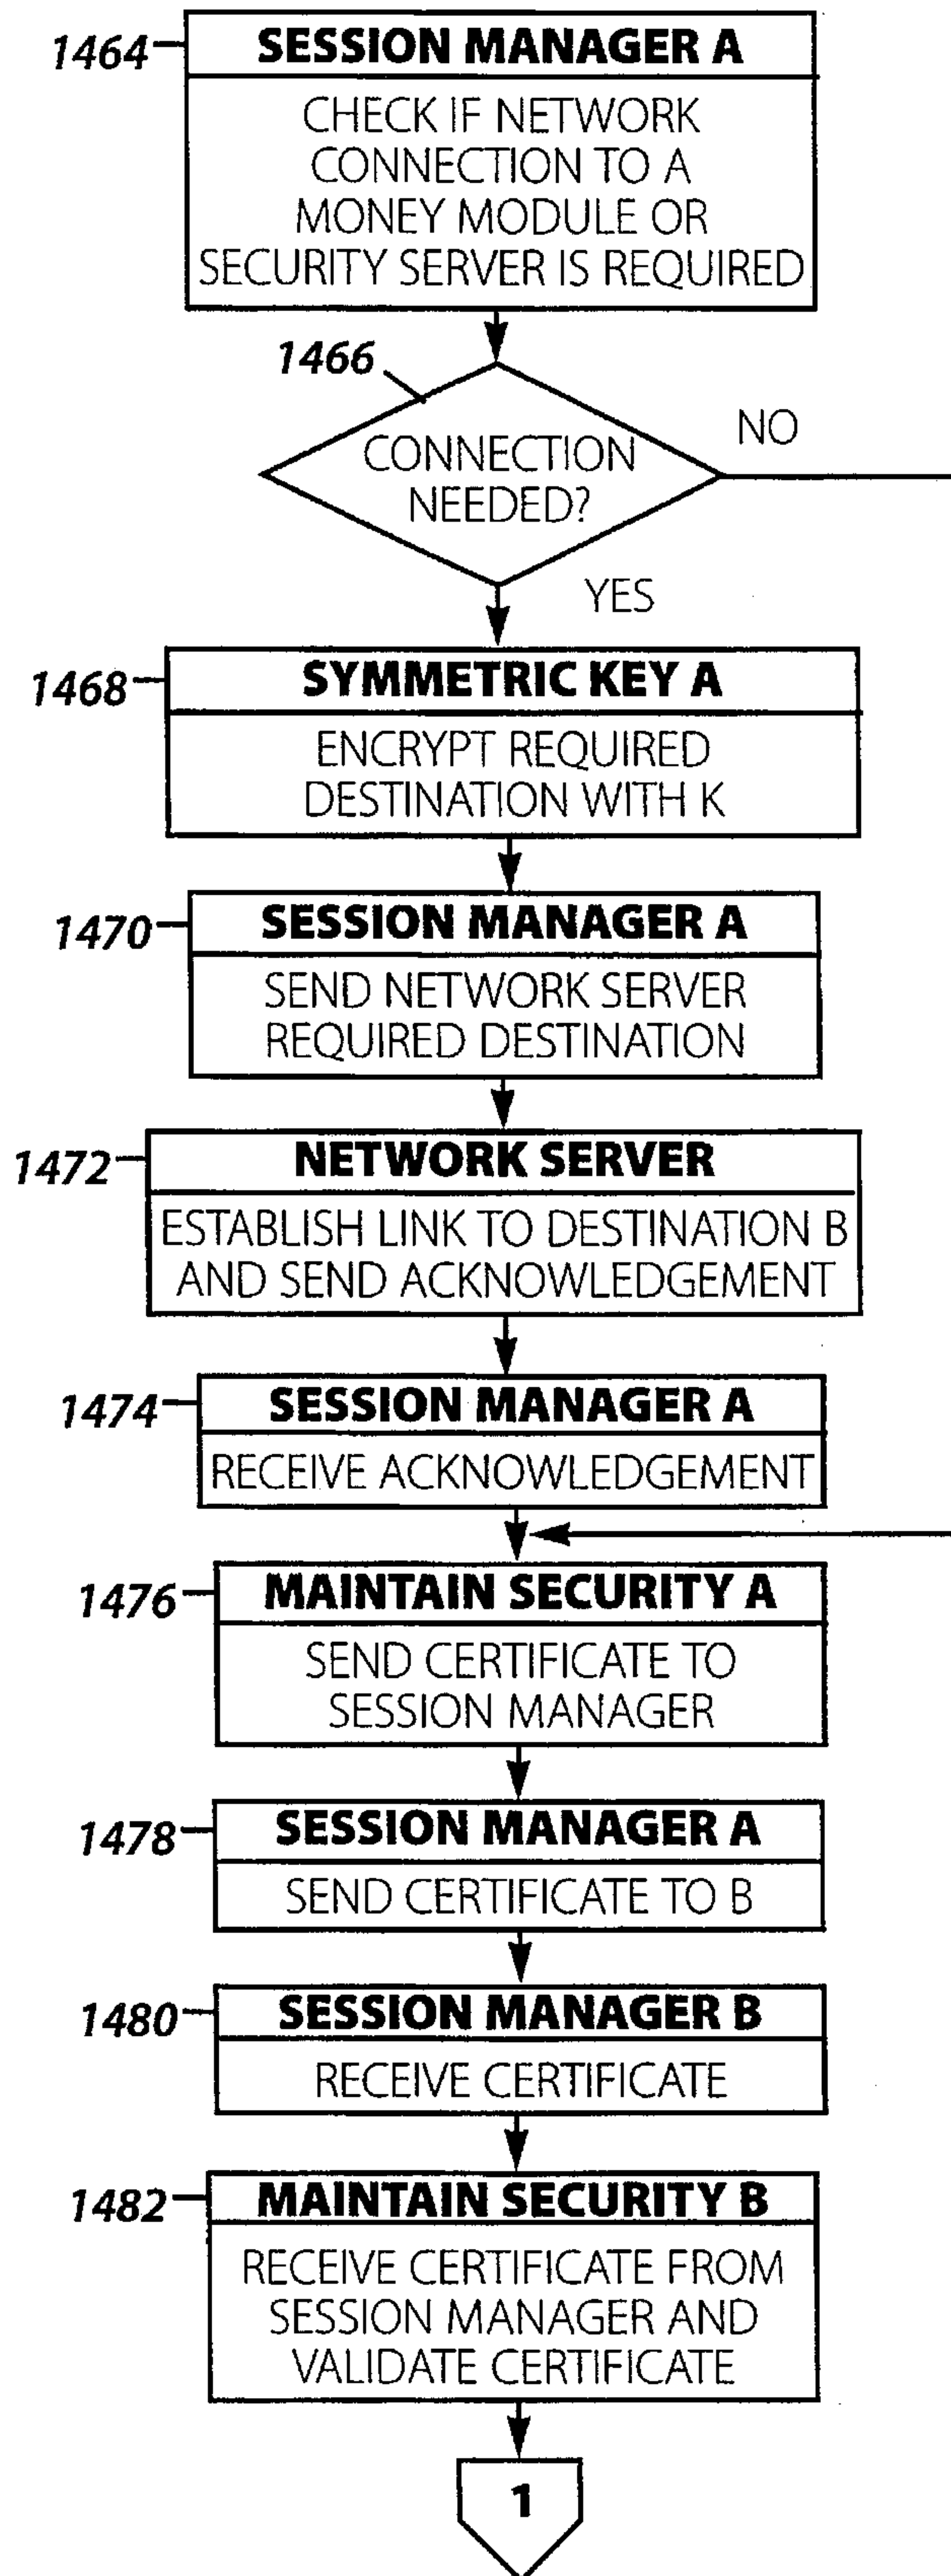 1464
SESSION MANAGER A
CHECK IF NETWORK
CONNECTION TO A
MONEY MODULE OR
SECURITY SERVER IS REQUIRED
1466
CONNECTION
NEEDED?
NO
YES
1468
SYMMETRIC KEY A
ENCRYPT REQUIRED
DESTINATION WITH K
1470
SESSION MANAGER A
SEND NETWORK SERVER
REQUIRED DESTINATION
1472
NETWORK SERVER
ESTABLISH LINK TO DESTINATION B
AND SEND ACKNOWLEDGEMENT
1474
SESSION MANAGER A
RECEIVE ACKNOWLEDGEMENT
1476
MAINTAIN SECURITY A
SEND CERTIFICATE TO
SESSION MANAGER
1478
SESSION MANAGER A
SEND CERTIFICATE TO B
1480
SESSION MANAGER B
RECEIVE CERTIFICATE
1482
MAINTAIN SECURITY B
RECEIVE CERTIFICATE FROM
SESSION MANAGER AND
VALIDATE CERTIFICATE
1